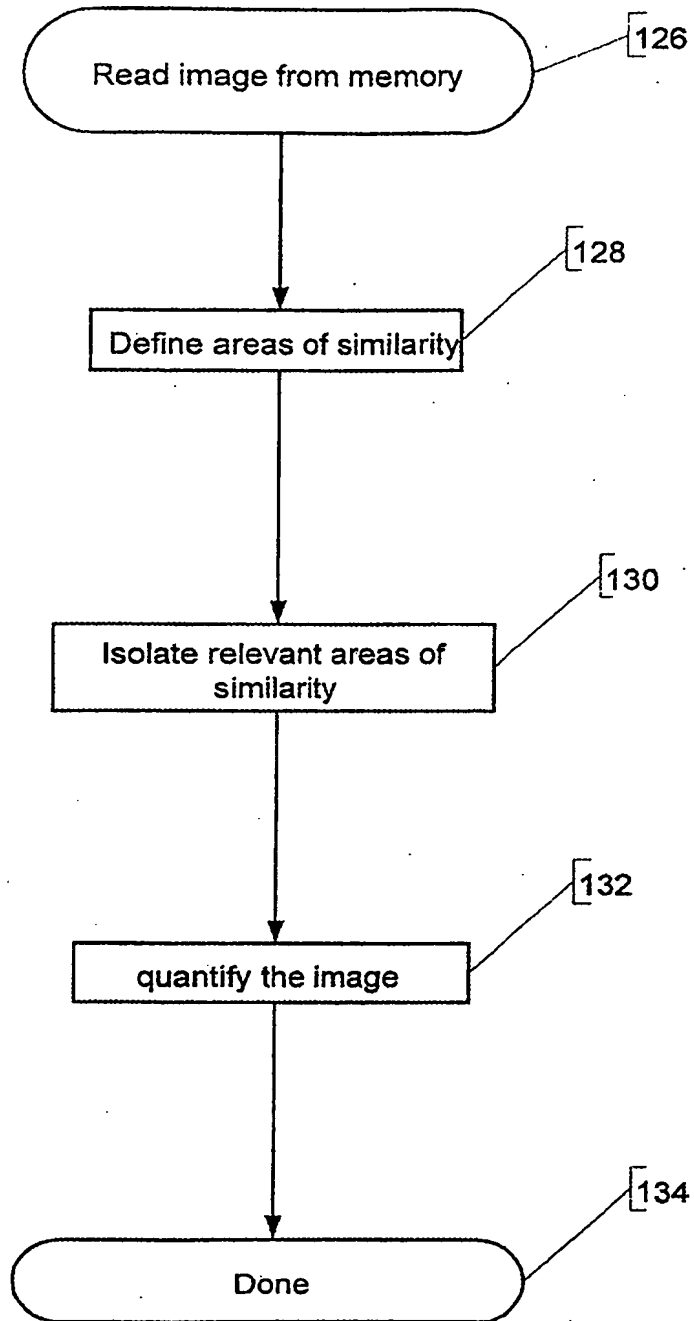 126
Read image from memory
128
Define areas of similarity
130
Isolate relevant areas of
similarity
132
quantify the image
134
Done